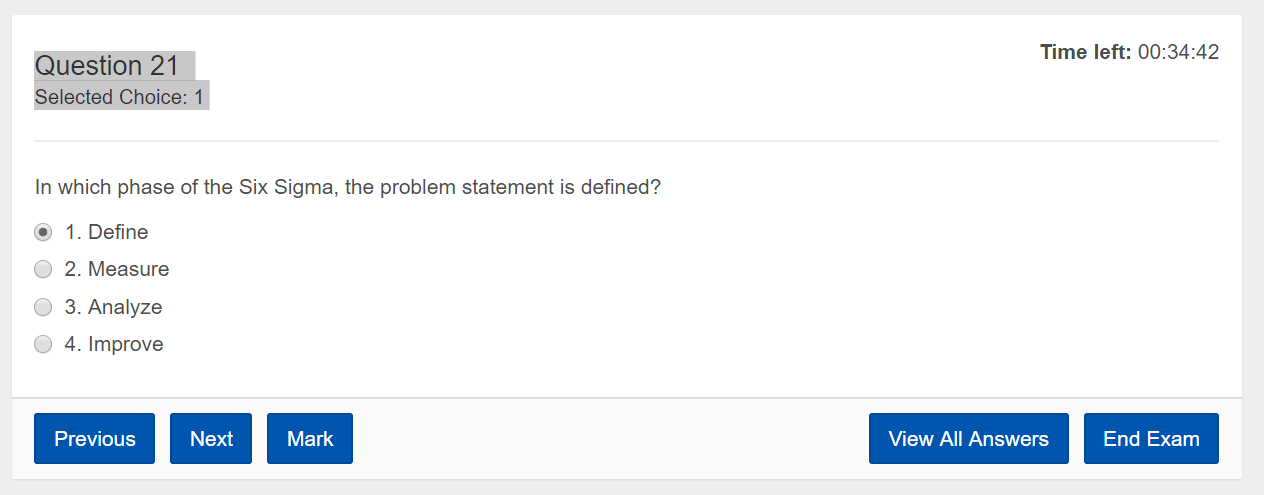 Question 21
Time left: 00:34:42
Selected Choice: 1
In which phase of the Six Sigma, the problem statement is defined?
1. Define
2. Measure
3. Analyze
4. Improve
Previous Next Mark View All Answers End Exam